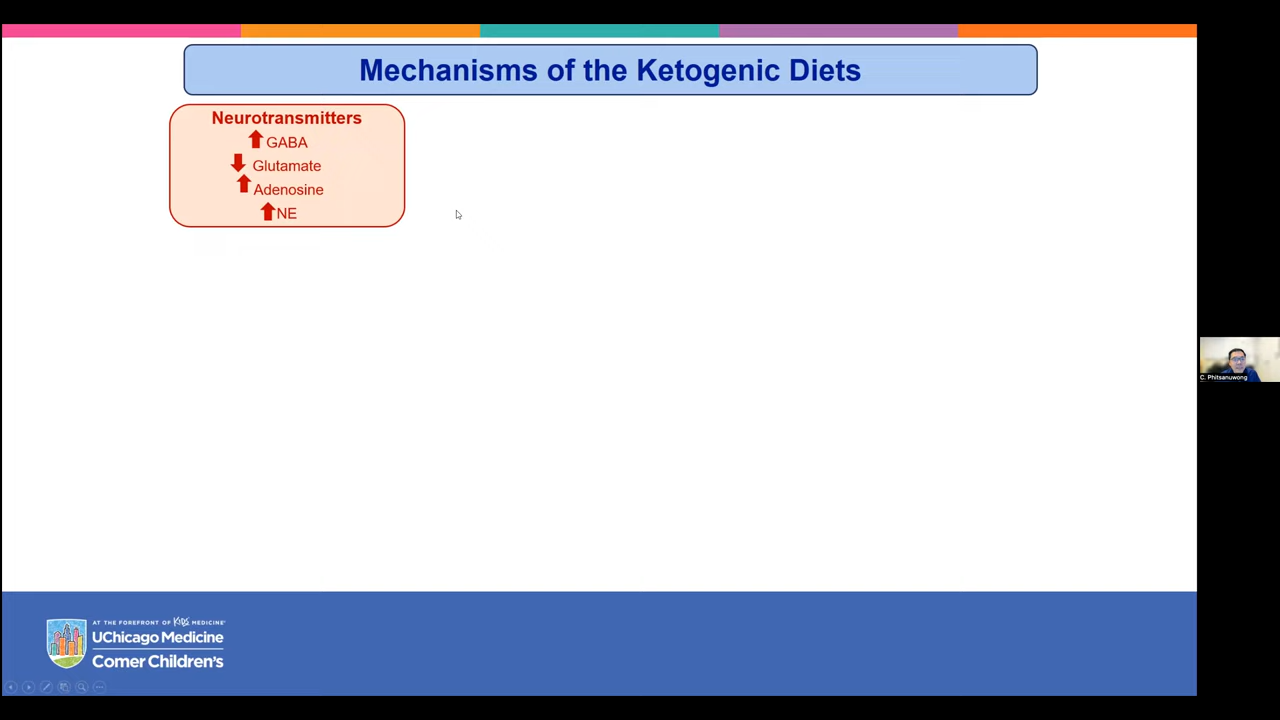 Mechanisms of the Ketogenic Diets
Neurotransmitters
GABA
Glutamate
Adenosine
NE
C. Phitsanuwong
AT THE FOREFRONT OF KIDS MEDICINE®
UChicago Medicine
Comer Children's